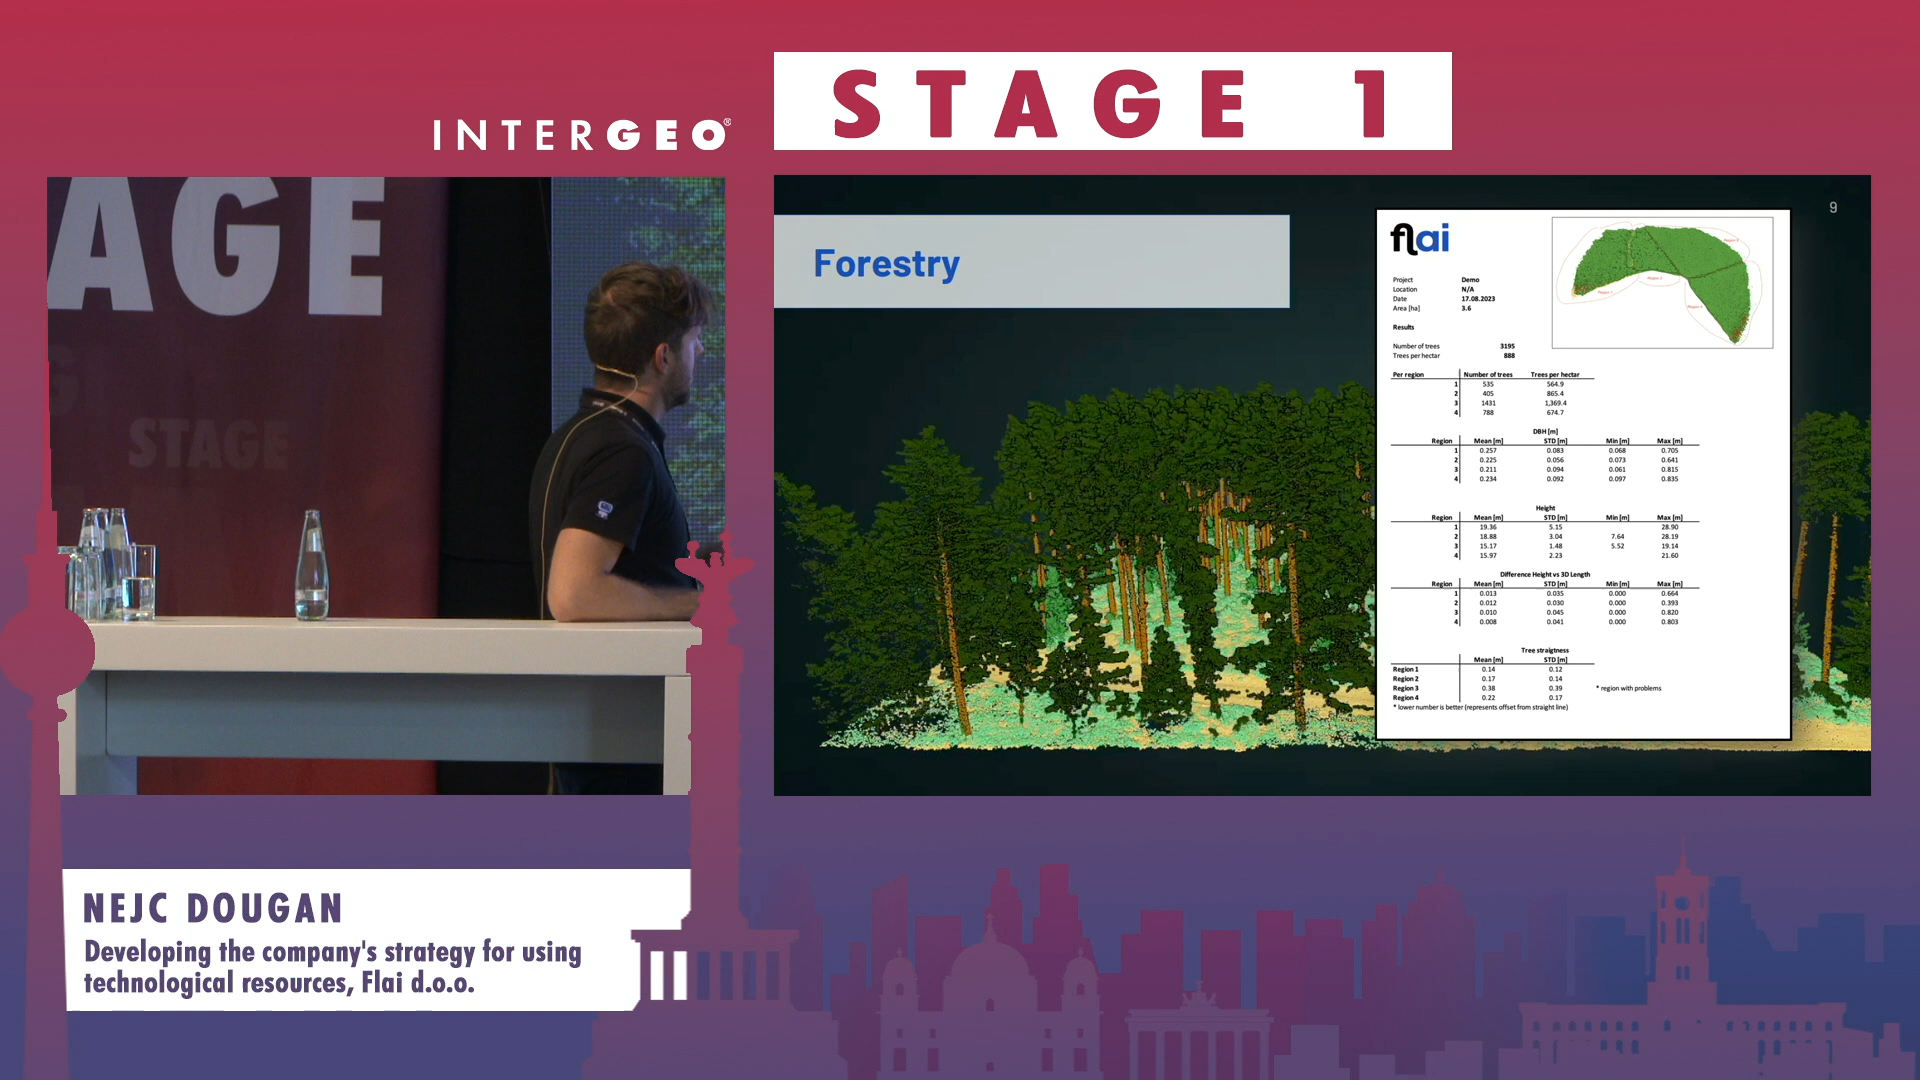 STAGE 1
INTERGEO®
AGE
STAGE
9
Forestry
flai
Project Demo
Location N/A
Date 17.08.2023
Area [ha] 3.6
Results
Number of trees 3195
Trees per hectar 888
Per region Number of trees Trees per hectar
1 535 564.9
2 405 865.4
3 1431 1,369.4
4 788 674.7
DBH [m]
Region Mean [m] STD [m] Min [m] Max [m]
1 0.257 0.083 0.068 0.705
2 0.225 0.056 0.073 0.641
3 0.211 0.094 0.061 0.815
4 0.234 0.092 0.097 0.835
Height
Region Mean [m] STD [m] Min [m] Max [m]
1 19.36 5.15 28.90
2 18.88 3.04 7.64 28.19
3 15.17 1.48 5.52 19.14
4 15.97 2.23 21.60
Difference Height vs 3D Length
Region Mean [m] STD [m] Min [m] Max [m]
1 0.013 0.035 0.000 0.664
2 0.012 0.030 0.000 0.393
3 0.010 0.045 0.000 0.820
4 0.008 0.041 0.000 0.803
Tree straigtness
Mean [m] STD [m]
Region 1 0.14 0.12
Region 2 0.17 0.14
Region 3 0.38 0.39 * region with problems
Region 4 0.22 0.17
* lower number is better (represents offset from straight line)
NEJC DOUGAN
Developing the company's strategy for using
technological resources, Flai d.o.o.